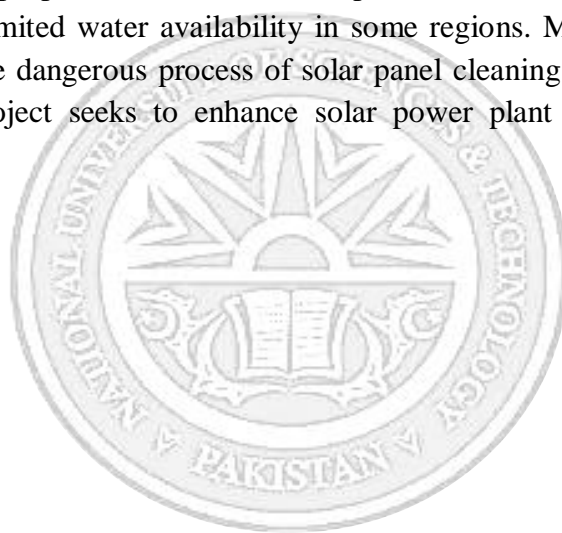 mited water availability in some regions. M
e dangerous process of solar panel cleaning
oject seeks to enhance solar power plant
NATIONAL UNIVERSITY OF SCIENCES & TECHNOLOGY
PAKISTAN